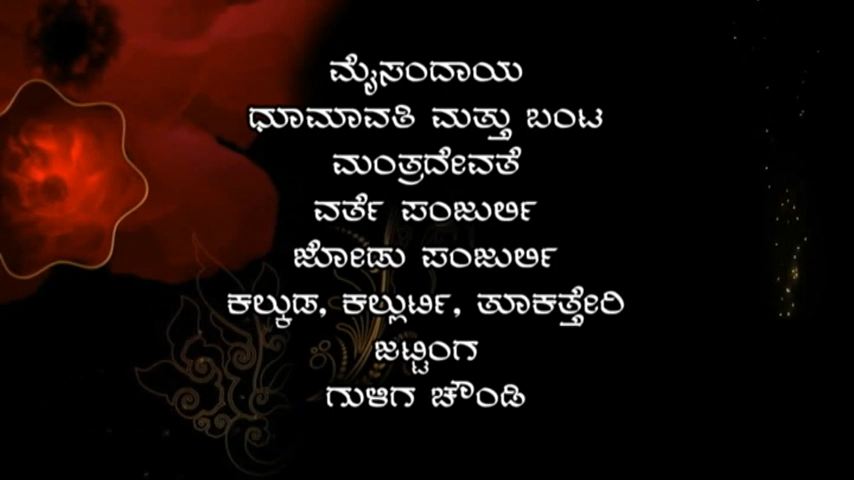 ಮೈಸಂದಾಯ
ಧೂಮಾವತಿ ಮತ್ತು ಬಂಟ
ಮಂತ್ರದೇವತೆ
ವರ್ತೆ ಪಂಜುರ್ಲಿ
ಜೋಡು ಪಂಜುರ್ಲಿ
ಕಲ್ಕುಡ, ಕಲ್ಲುರ್ಟಿ, ತೂಕತ್ತೇರಿ
ಜಟ್ಟಿಂಗ
ಗುಳಿಗ ಚೌಂಡಿ